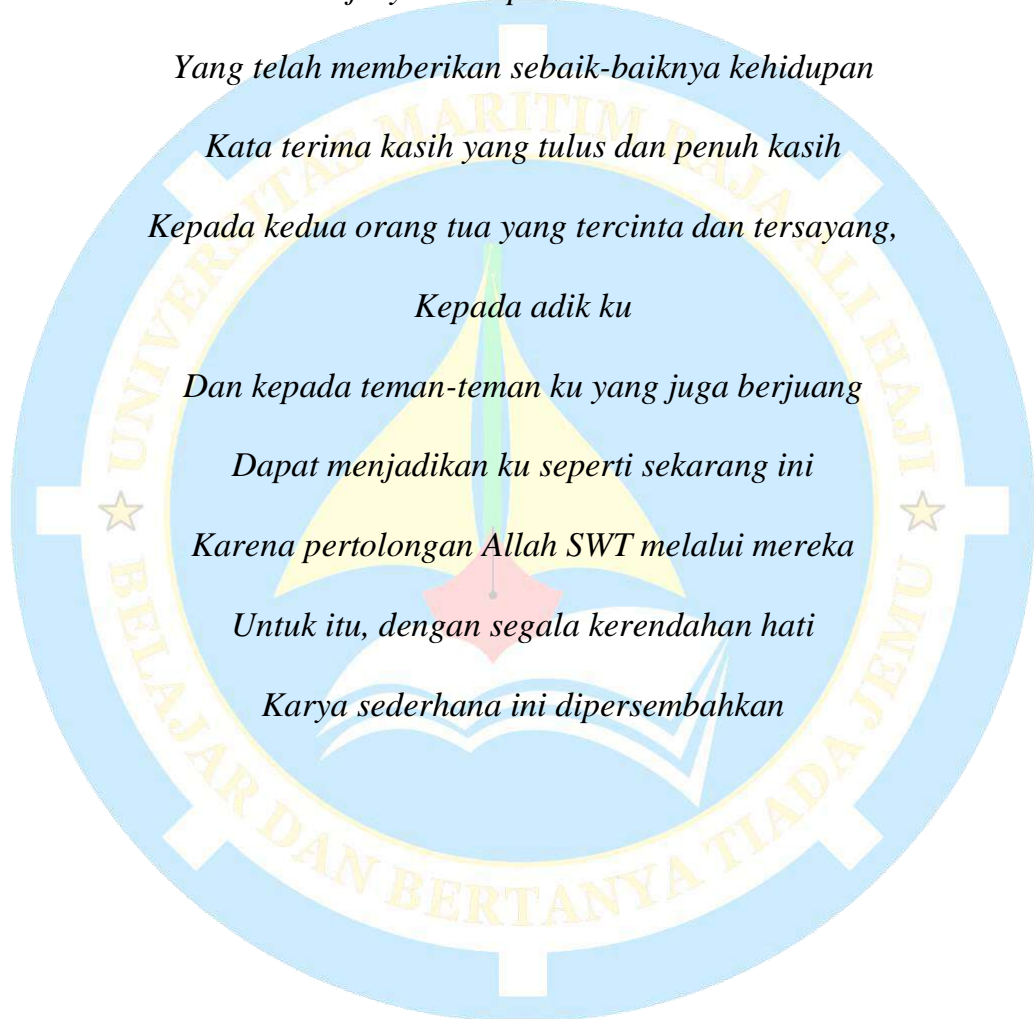 Yang telah memberikan sebaik-baiknya kehidupan
Kata terima kasih yang tulus dan penuh kasih
Kepada kedua orang tua yang tercinta dan tersayang,
Kepada adik ku
Dan kepada teman-teman ku yang juga berjuang
Dapat menjadikan ku seperti sekarang ini
Karena pertolongan Allah SWT melalui mereka
Untuk itu, dengan segala kerendahan hati
Karya sederhana ini dipersembahkan
UNIVERSITAS MARITIM RAJA ALI HAJI
BELAJAR DAN BERTANYA TIADA JEMU